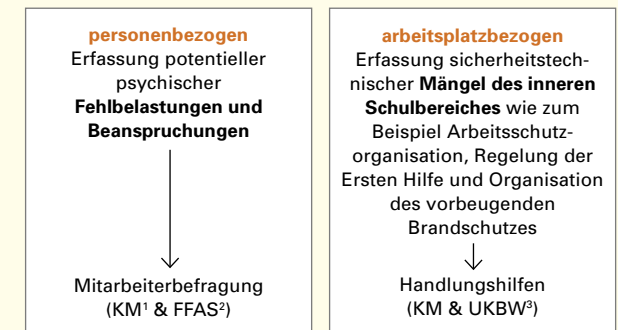 personenbezogen
Erfassung potentieller
psychischer
Fehlbelastungen und
Beanspruchungen
Mitarbeiterbefragung
(KM¹ & FFAS²)
arbeitsplatzbezogen
Erfassung sicherheitstech-
nischer Mängel des inneren
Schulbereiches wie zum
Beispiel Arbeitsschutz-
organisation, Regelung der
Ersten Hilfe und Organisation
des vorbeugenden
Brandschutzes
Handlungshilfen
(KM & UKBW³)